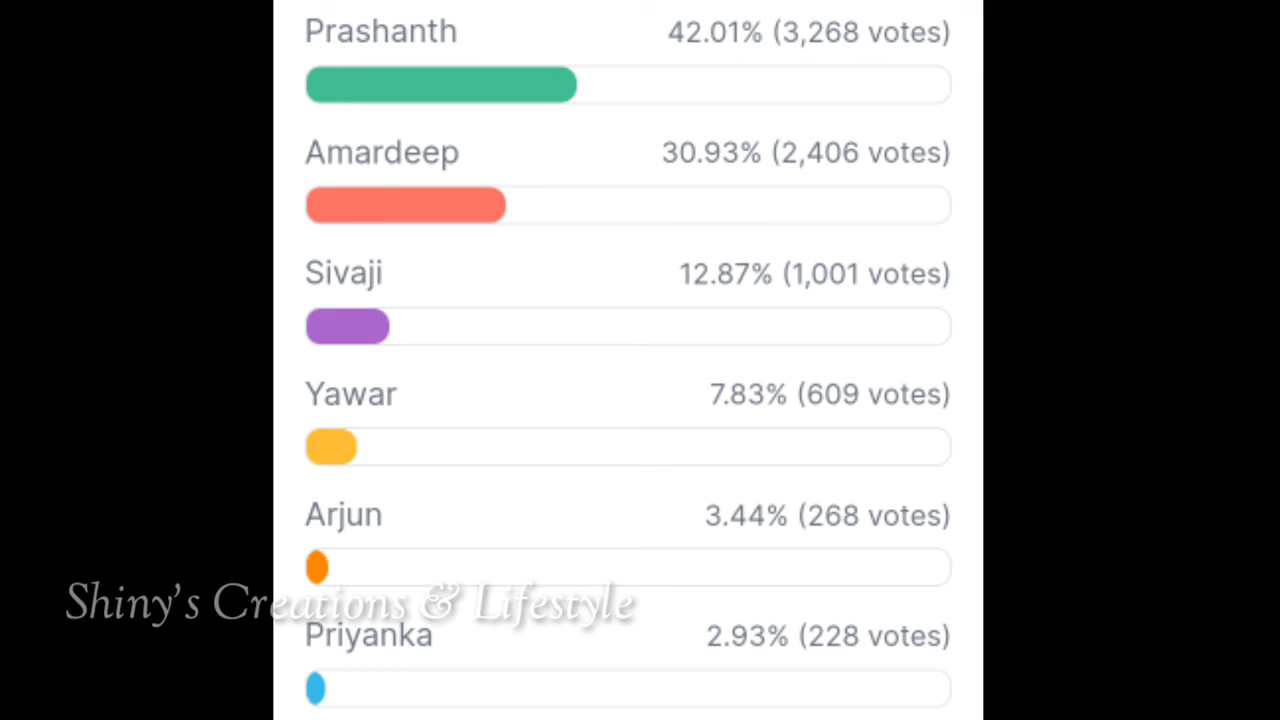 Prashanth 42.01% (3,268 votes)
Amardeep 30.93% (2,406 votes)
Sivaji 12.87% (1,001 votes)
Yawar 7.83% (609 votes)
Arjun 3.44% (268 votes)
Shiny's Creations & Lifestyle
Priyanka 2.93% (228 votes)